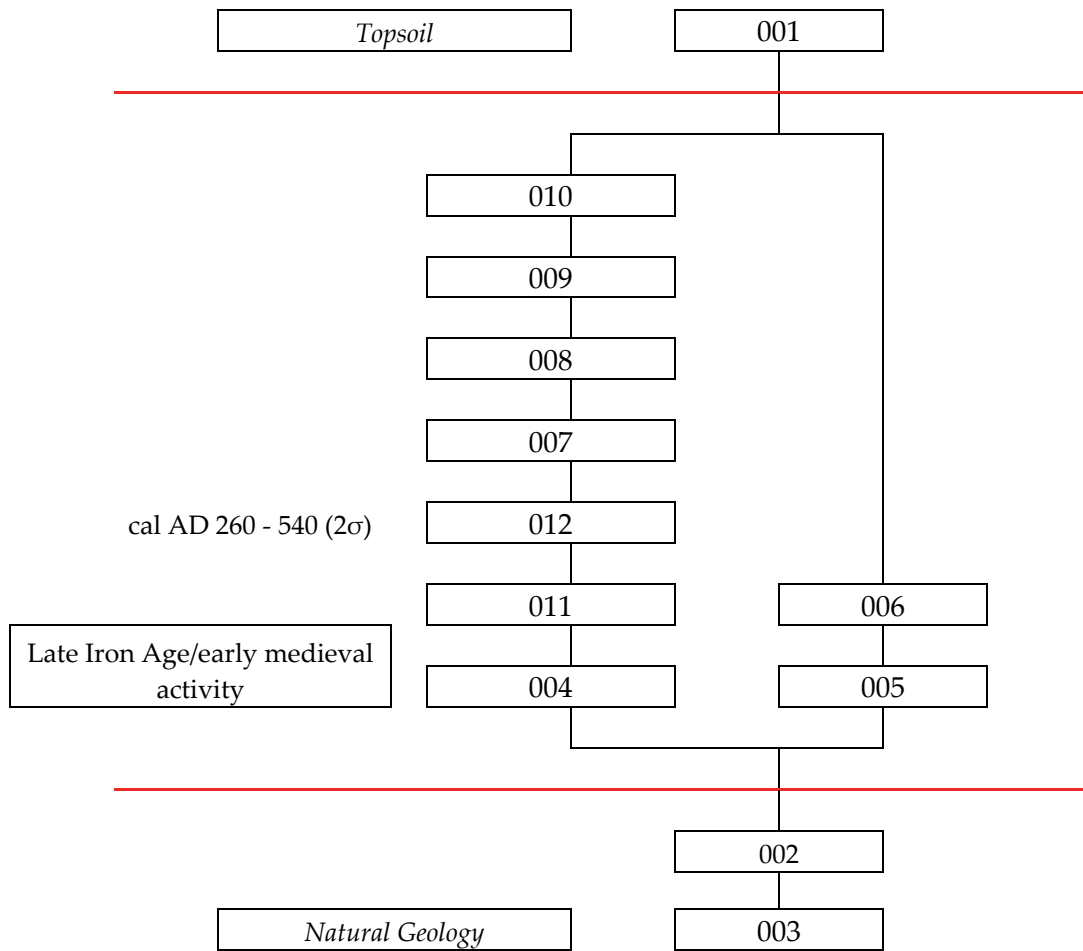 Topsoil
001
010
009
008
007
cal AD 260 - 540 (2σ)
012
011
006
Late Iron Age/early medieval
activity
004
005
002
Natural Geology
003